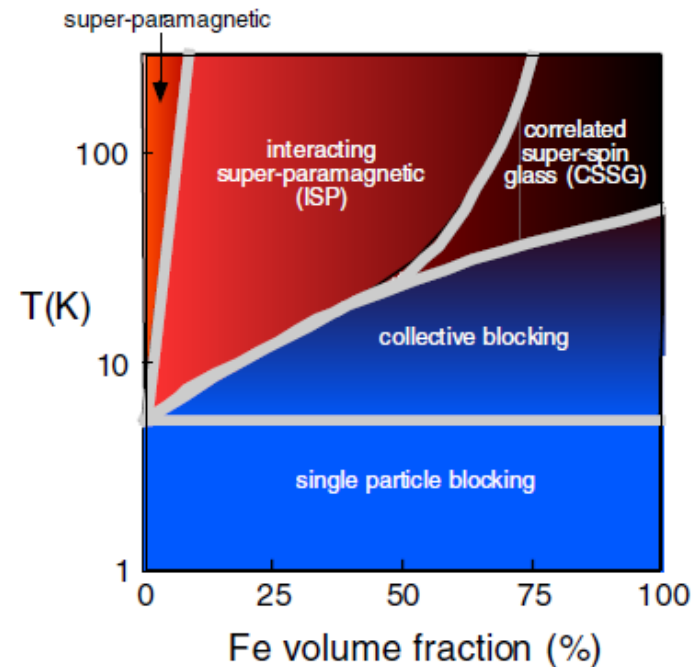 super-paramagnetic
100
interacting
super-paramagnetic
(ISP)
correlated
super-spin
glass (CSSG)
T(K)
collective blocking
10
single particle blocking
1
0
25
50
75
100
Fe volume fraction (%)